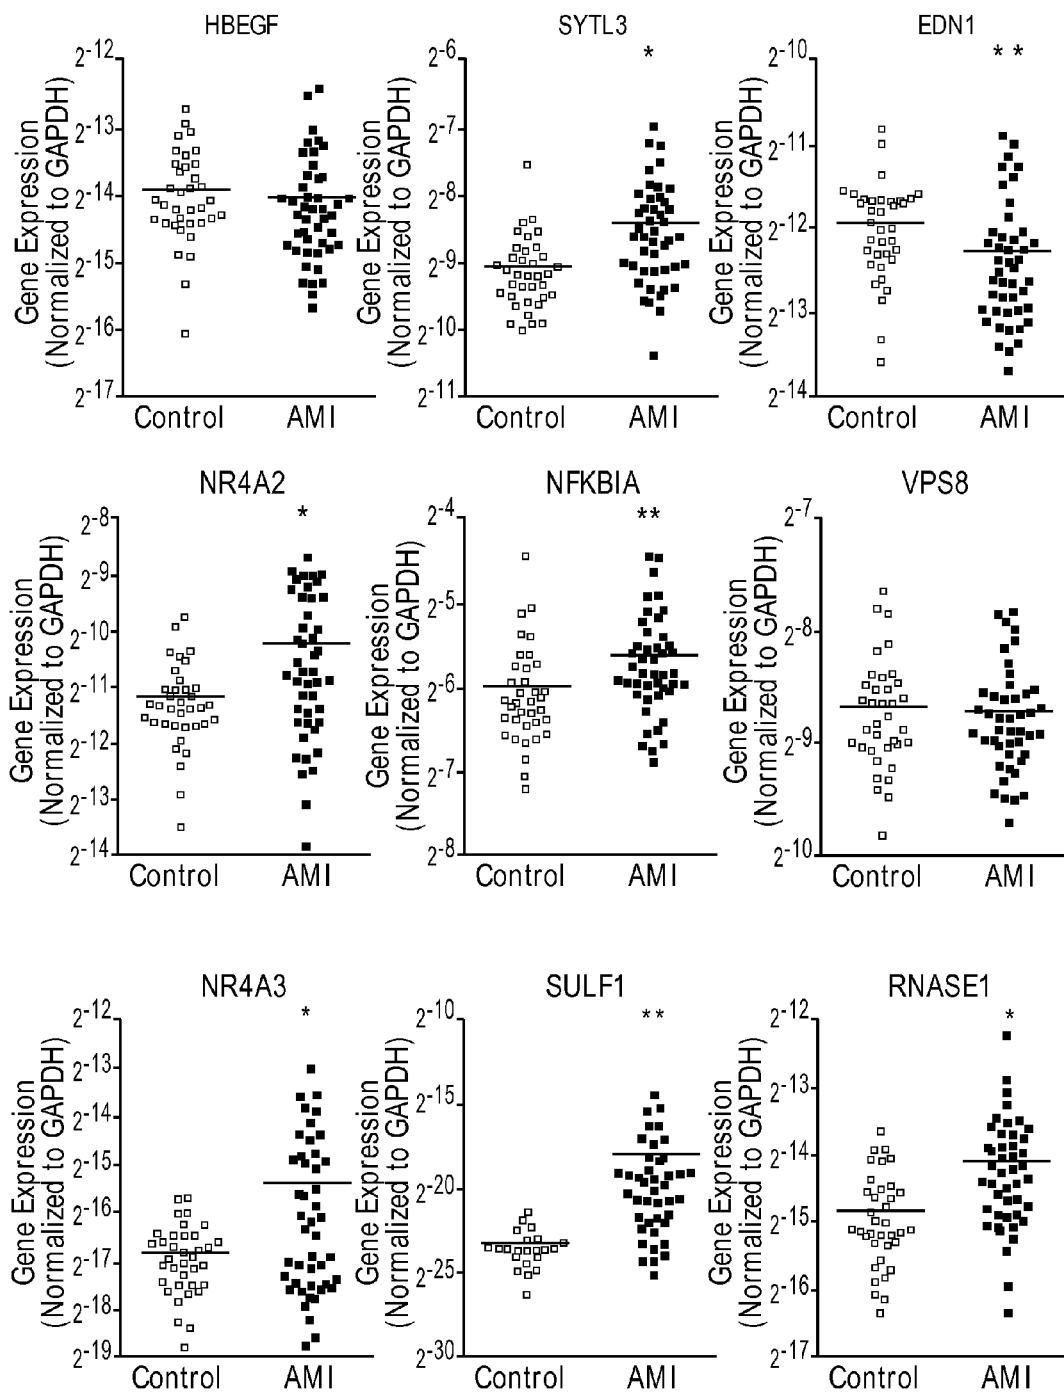 HBEGF
Gene Expression
(Normalized to GAPDH)
2-12
2-13
2-14
2-15
2-16
2-17
Control AMI
SYTL3
*
Gene Expression
(Normalized to GAPDH)
2-6
2-7
2-8
2-9
2-10
2-11
Control AMI
EDN1
* *
Gene Expression
(Normalized to GAPDH)
2-10
2-11
2-12
2-13
2-14
Control AMI
NR4A2
*
Gene Expression
(Normalized to GAPDH)
2-8
2-9
2-10
2-11
2-12
2-13
2-14
Control AMI
NFKBIA
**
Gene Expression
(Normalized to GAPDH)
2-4
2-5
2-6
2-7
2-8
Control AMI
VPS8
Gene Expression
(Normalized to GAPDH)
2-7
2-8
2-9
2-10
Control AMI
NR4A3
*
Gene Expression
(Normalized to GAPDH)
2-12
2-13
2-14
2-15
2-16
2-17
2-18
2-19
Control AMI
SULF1
**
Gene Expression
(Normalized to GAPDH)
2-10
2-15
2-20
2-25
2-30
Control AMI
RNASE1
*
Gene Expression
(Normalized to GAPDH)
2-12
2-13
2-14
2-15
2-16
2-17
Control AMI